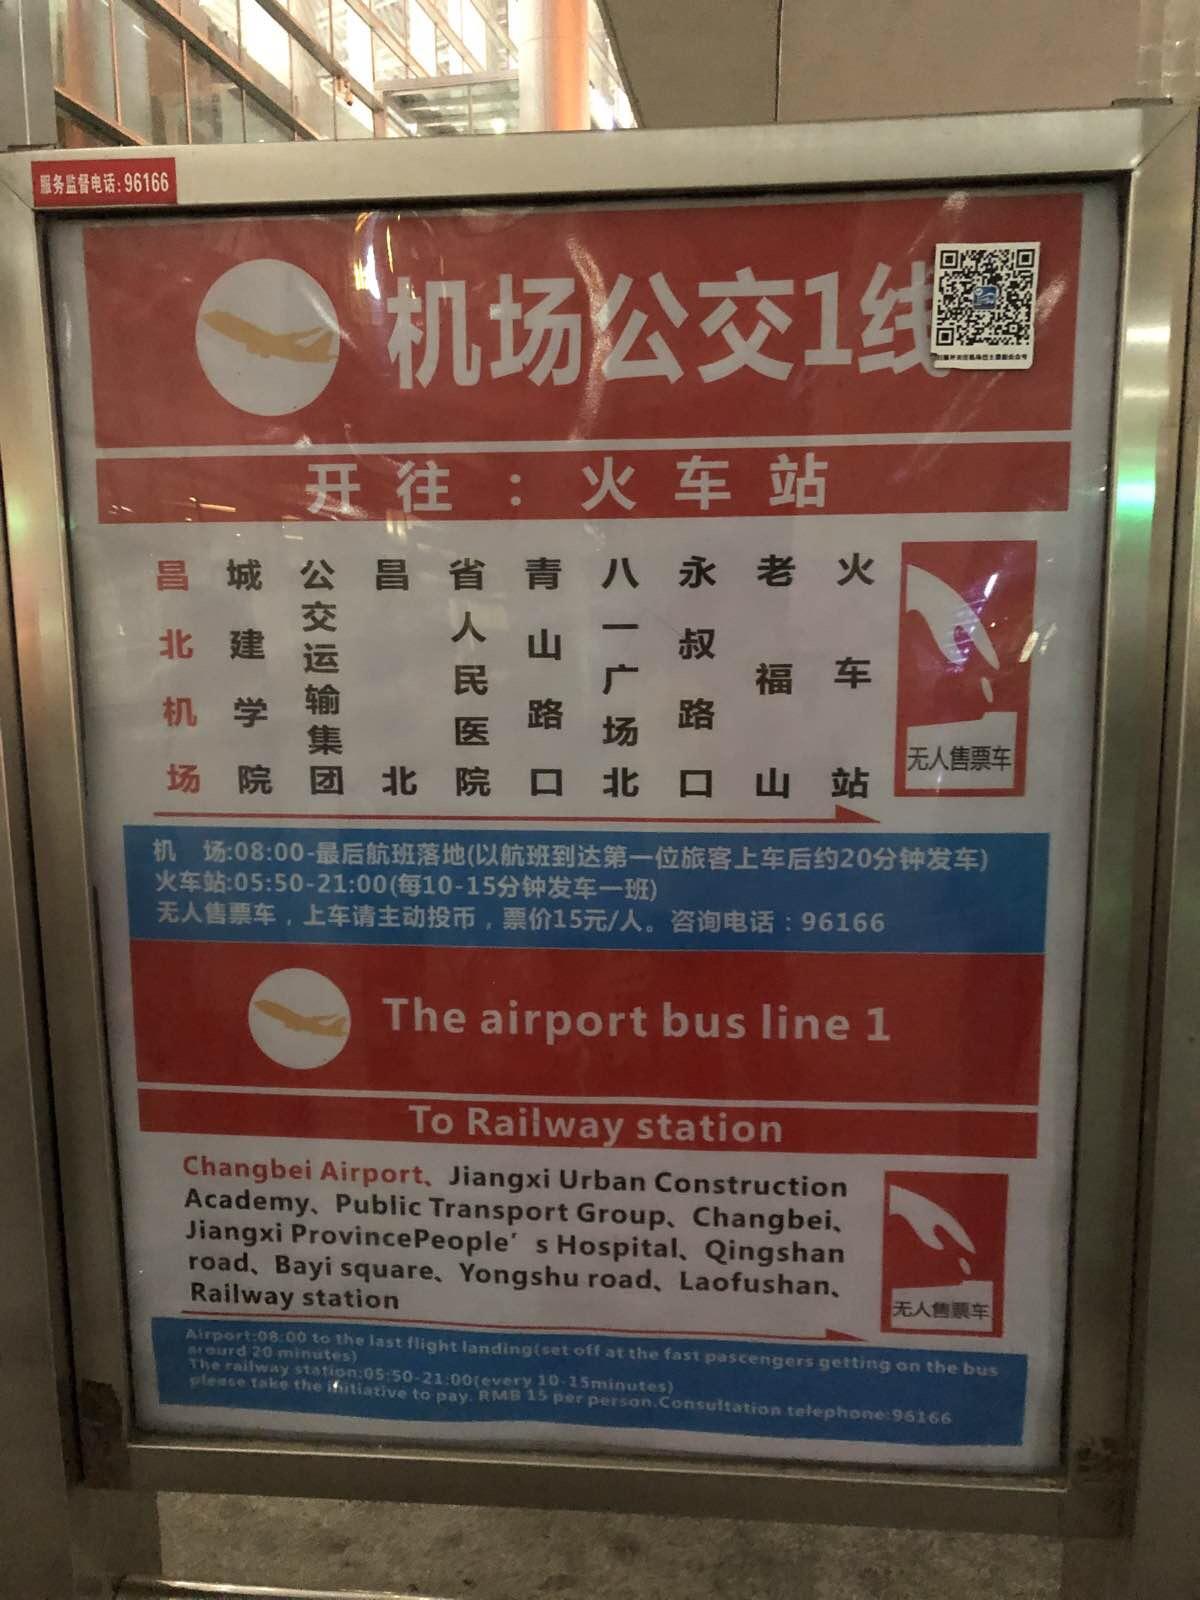 服务监督电话:96166
机场公交1线
开往:火车站
昌北机场
城建学院
公交运输集团
昌北
省人民医院
青山路口
八一广场北
永叔路口
老福山
火车站
无人售票车
机 场:08:00-最后航班落地(以航班到达第一位旅客上车后约20分钟发车)
火车站:05:50-21:00(每10-15分钟发车一班)
无人售票车，上车请主动投币，票价15元/人。咨询电话：96166
The airport bus line 1
To Railway station
Changbei Airport、Jiangxi Urban Construction
Academy、Public Transport Group、Changbei、
Jiangxi ProvincePeople’s Hospital、Qingshan
road、Bayi square、Yongshu road、Laofushan、
Railway station
无人售票车
Airport:08:00 to the last flight landing(set off at the fast pascengers getting on the bus
arourd 20 minutes)
The railway station:05:50-21:00(every 10-15minutes)
please take the initiative to pay. RMB 15 per person.Consultation telephone:96166